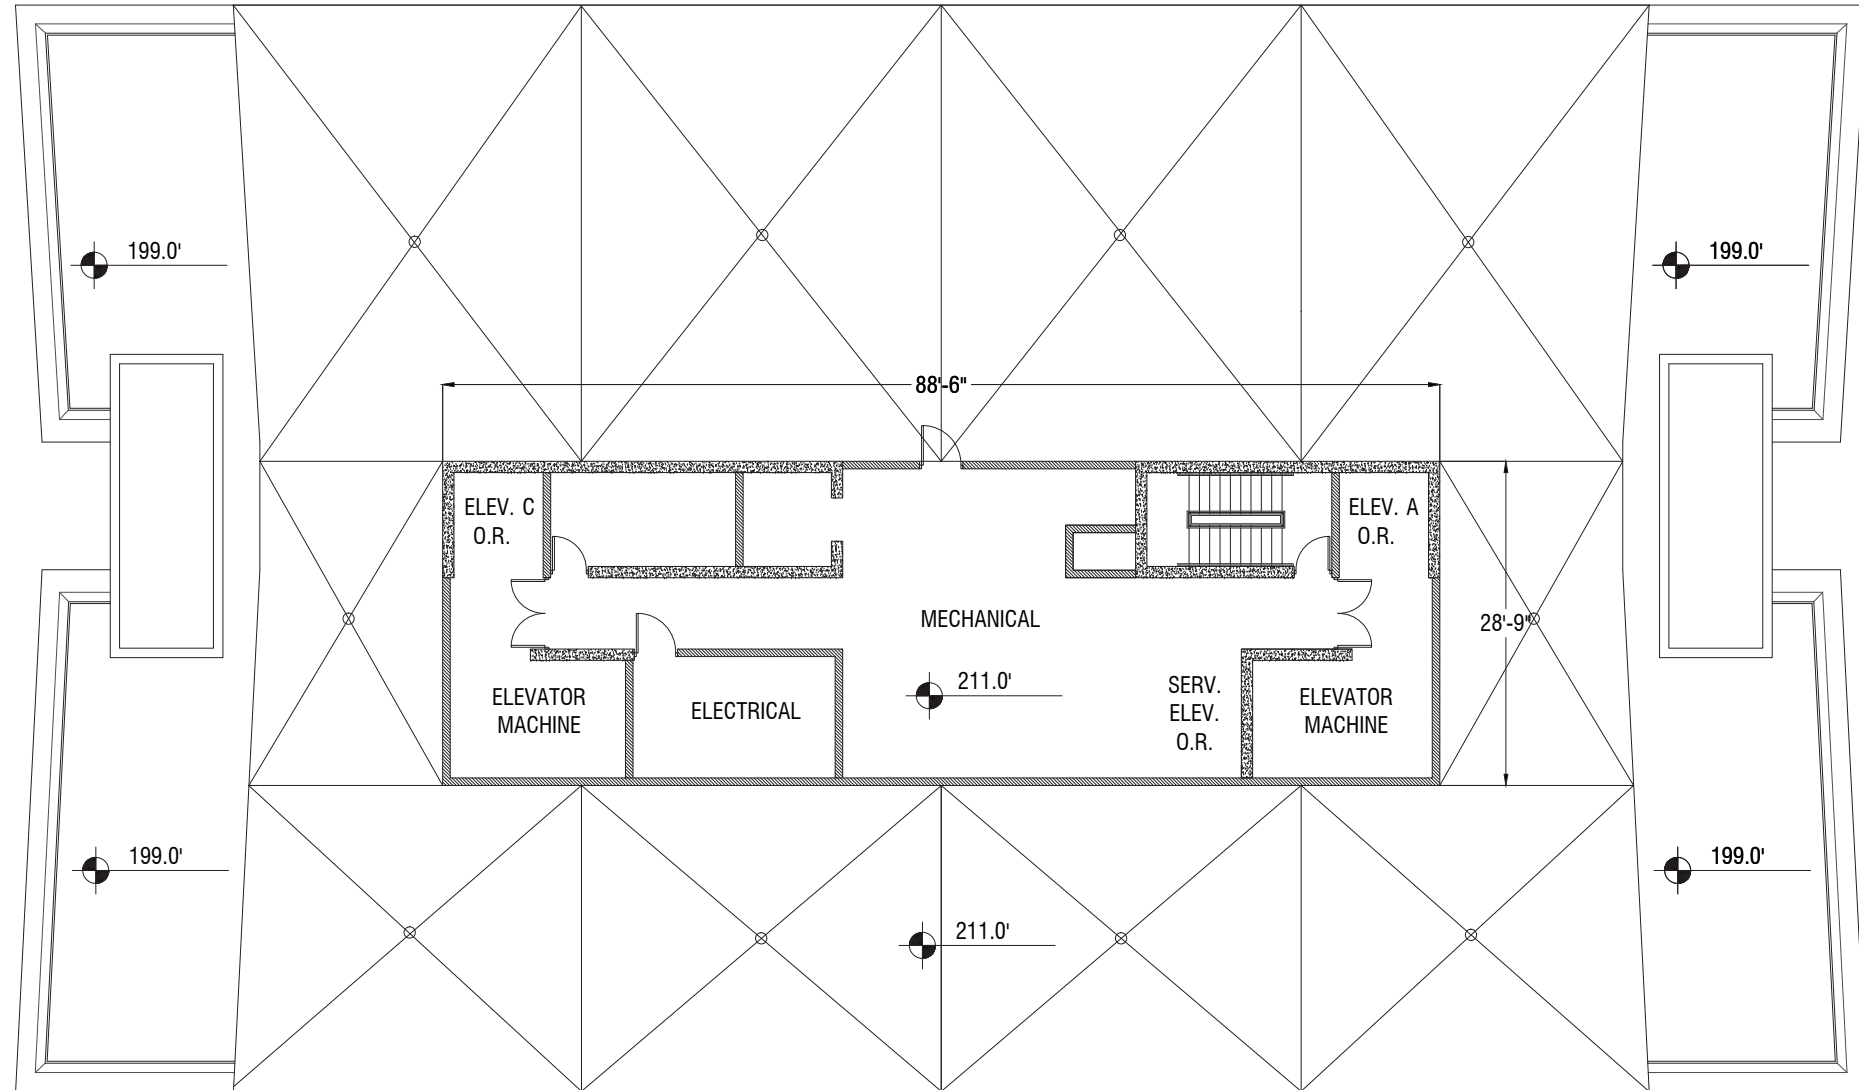 199.0'
199.0'
88'-6"
ELEV. C
O.R.
ELEV. A
O.R.
MECHANICAL
28'-9"
211.0'
ELEVATOR
MACHINE
ELECTRICAL
SERV.
ELEV.
O.R.
ELEVATOR
MACHINE
199.0'
199.0'
211.0'